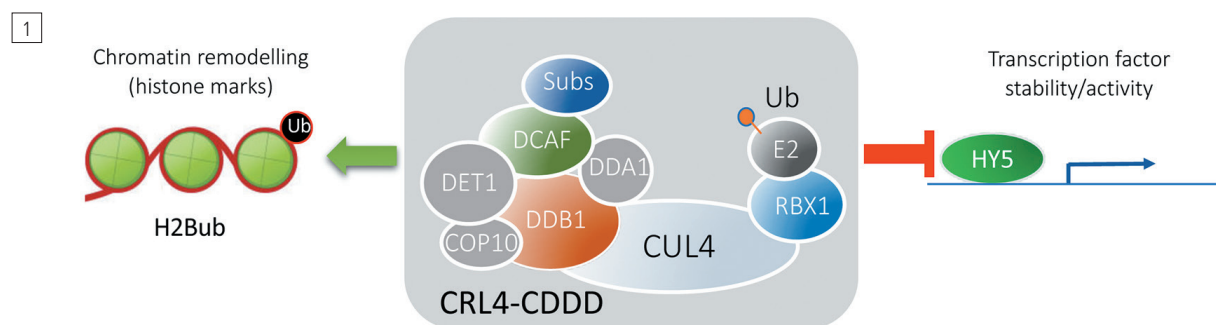 1
Chromatin remodelling
(histone marks)
Ub
H2Bub
Subs
DCAF
DDA1
DET1
DDB1
COP10
CUL4
Ub
E2
RBX1
CRL4-CDDD
Transcription factor
stability/activity
HY5